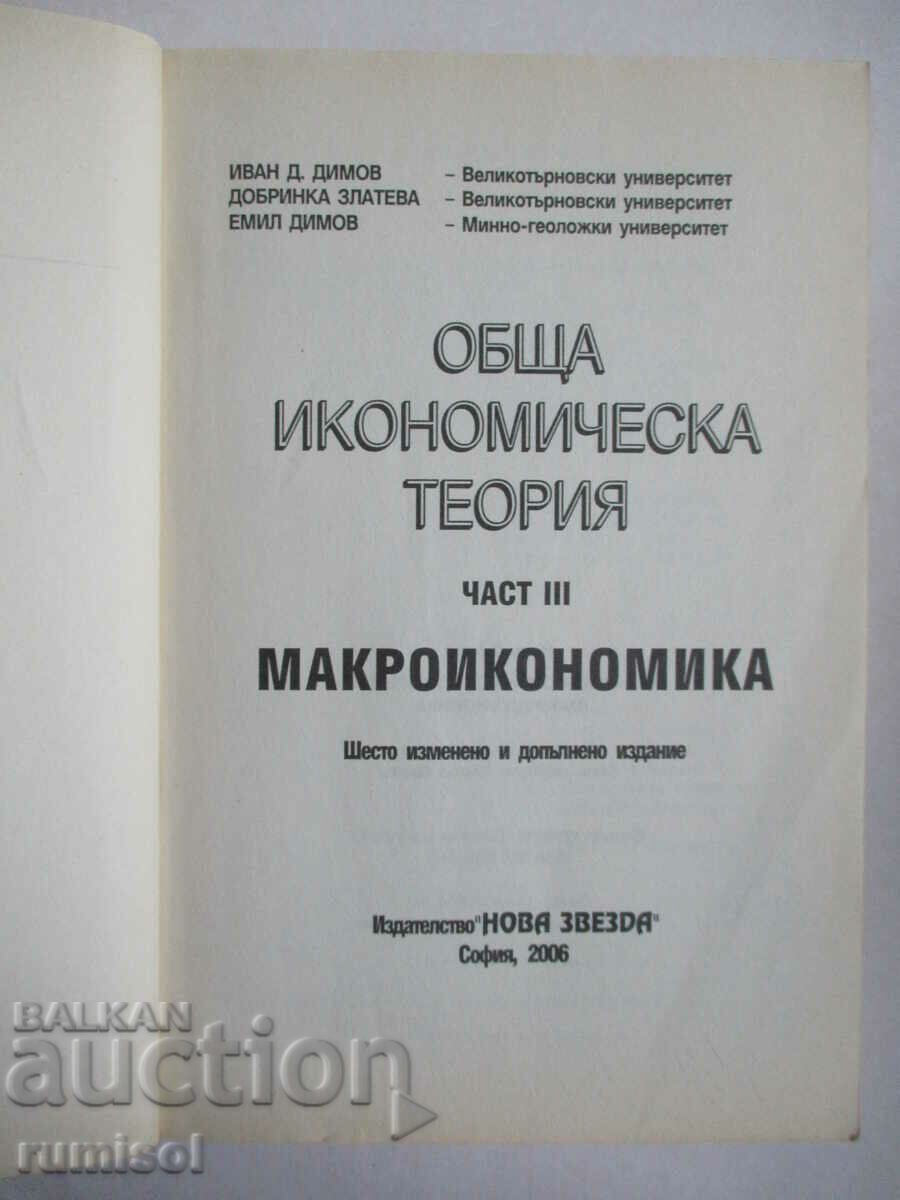 ИВАН Д. ДИМОВ – Великотърновски университет
ДОБРИНКА ЗЛАТЕВА – Великотърновски университет
ЕМИЛ ДИМОВ – Минно-геоложки университет
ОБЩА
ИКОНОМИЧЕСКА
ТЕОРИЯ
ЧАСТ III
МАКРОИКОНОМИКА
Шесто изменено и допълнено издание
Издателство "НОВА ЗВЕЗДА"
София, 2006
BALKAN
auction
rumisol